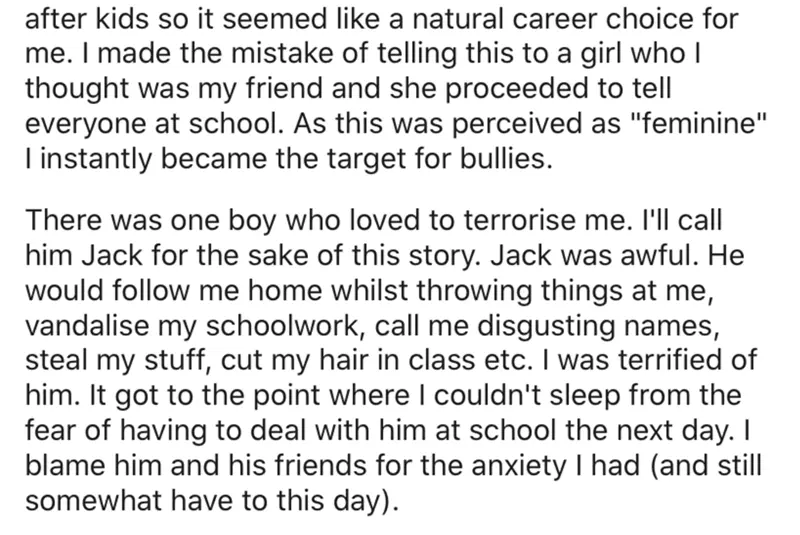 after kids so it seemed like a natural career choice for
me. I made the mistake of telling this to a girl who I
thought was my friend and she proceeded to tell
everyone at school. As this was perceived as "feminine"
I instantly became the target for bullies.
There was one boy who loved to terrorise me. I'll call
him Jack for the sake of this story. Jack was awful. He
would follow me home whilst throwing things at me,
vandalise my schoolwork, call me disgusting names,
steal my stuff, cut my hair in class etc. I was terrified of
him. It got to the point where I couldn't sleep from the
fear of having to deal with him at school the next day. I
blame him and his friends for the anxiety I had (and still
somewhat have to this day).